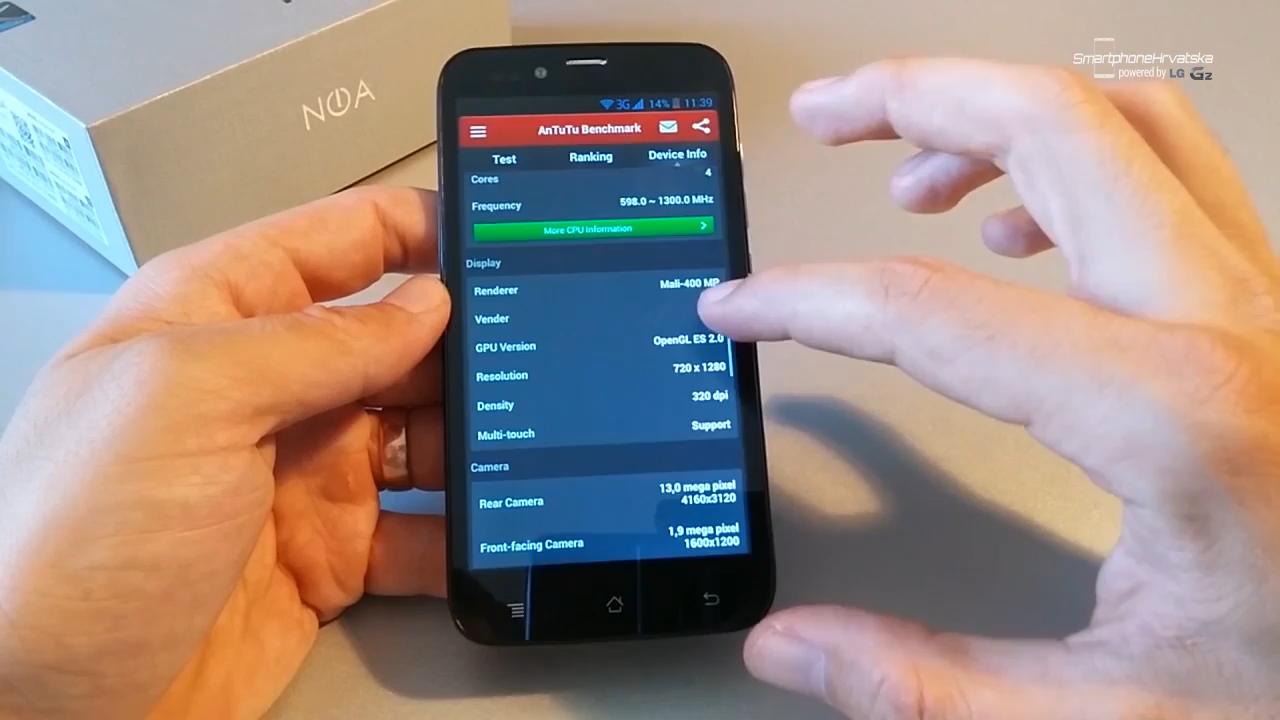 SmartphoneHrvatska
powered by LG G2
NOA
3G 14% 11:39
AnTuTu Benchmark
Test Ranking Device Info
Cores 4
Frequency 598.0 ~ 1300.0 MHz
More CPU Information
Display
Renderer Mali-400 MP
Vender
GPU Version OpenGL ES 2.0
Resolution 720 x 1280
Density 320 dpi
Multi-touch Support
Camera
Rear Camera 13,0 mega pixel
4160x3120
Front-facing Camera 1,9 mega pixel
1600x1200